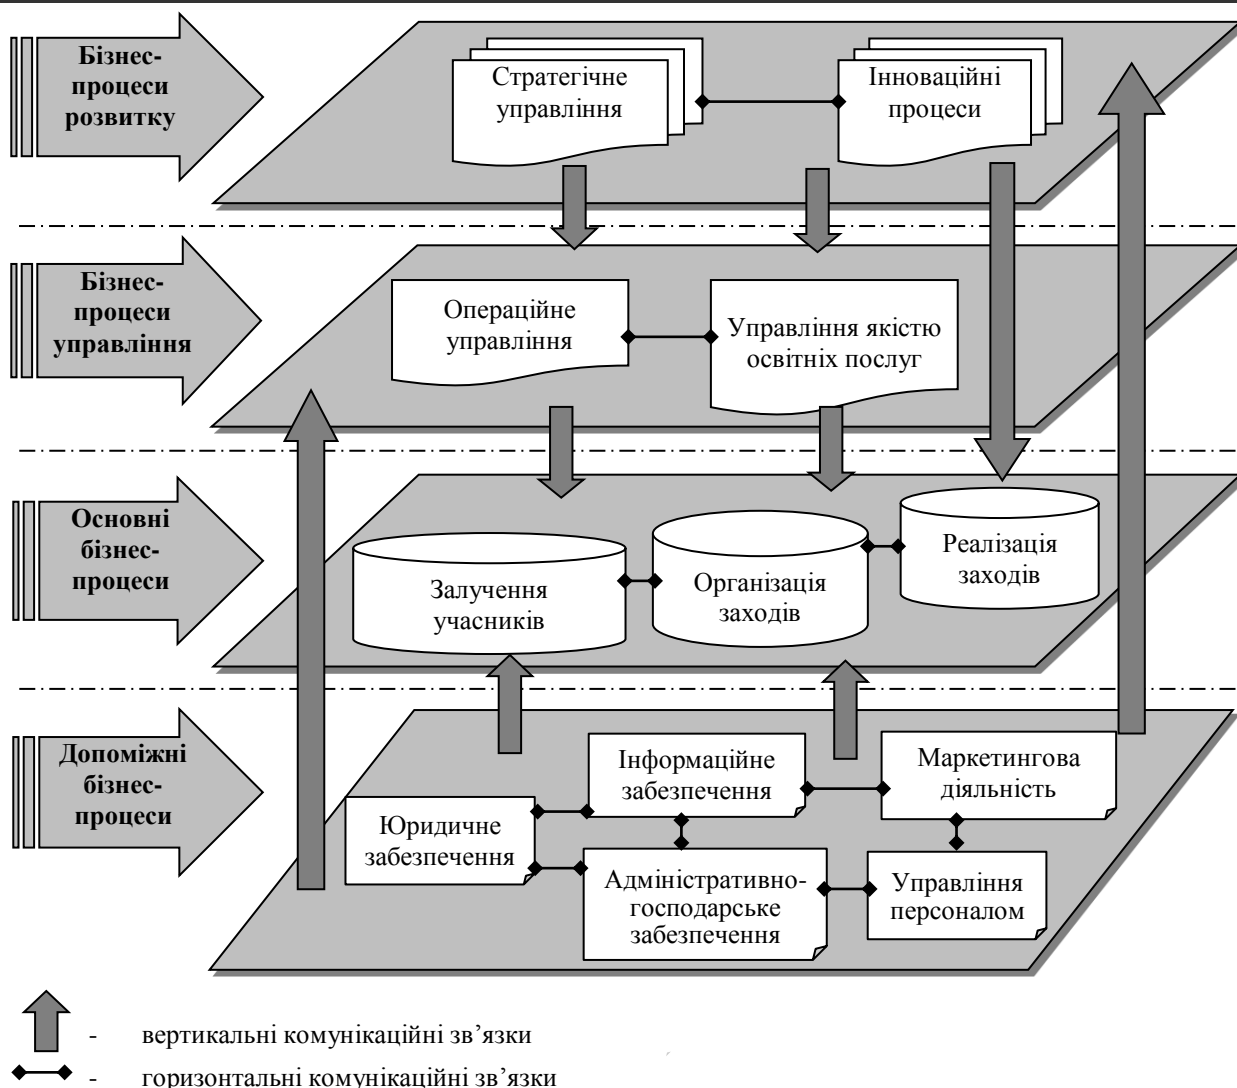 Бізнес-
процеси
розвитку
Стратегічне
управління
Інноваційні
процеси
Бізнес-
процеси
управління
Операційне
управління
Управління якістю
освітніх послуг
Основні
бізнес-
процеси
Залучення
учасників
Організація
заходів
Реалізація
заходів
Допоміжні
бізнес-
процеси
Інформаційне
забезпечення
Маркетингова
діяльність
Юридичне
забезпечення
Адміністративно-
господарське
забезпечення
Управління
персоналом
- вертикальні комунікаційні зв’язки
- горизонтальні комунікаційні зв’язки